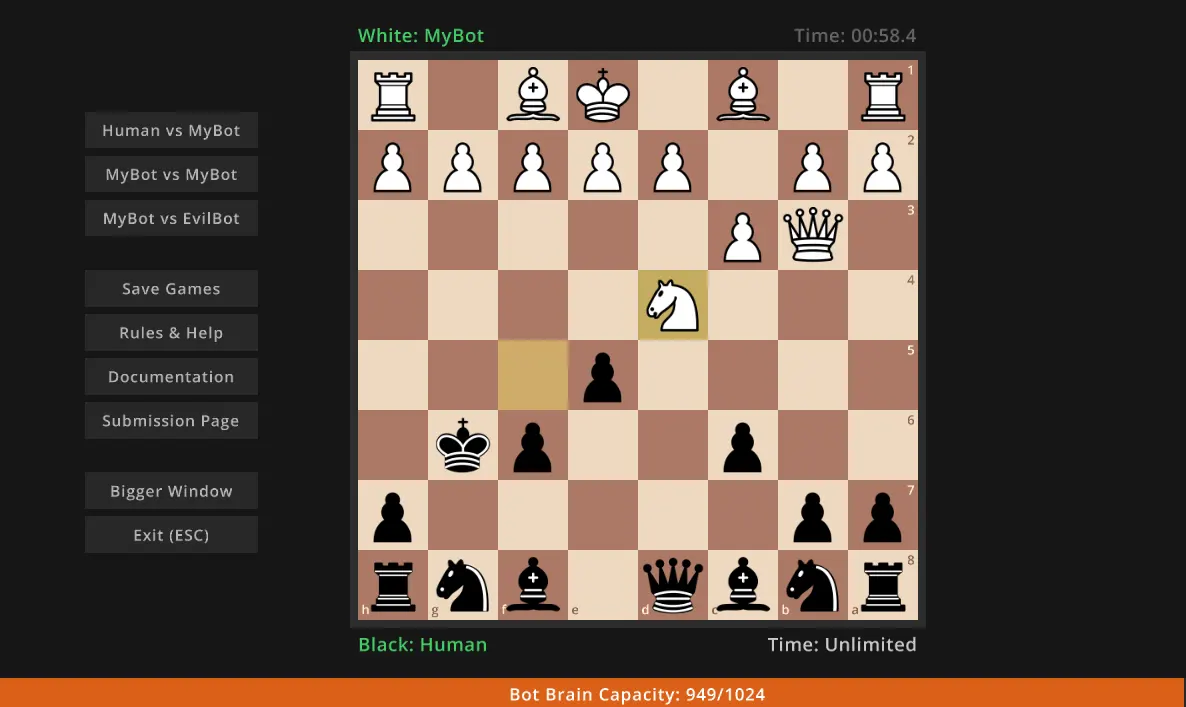 White: MyBot
Time: 00:58.4
Human vs MyBot
MyBot vs MyBot
MyBot vs EvilBot
Save Games
Rules & Help
Documentation
Submission Page
Bigger Window
Exit (ESC)
1
2
3
4
5
6
7
8
h g f e d c b a
Black: Human
Time: Unlimited
Bot Brain Capacity: 949/1024